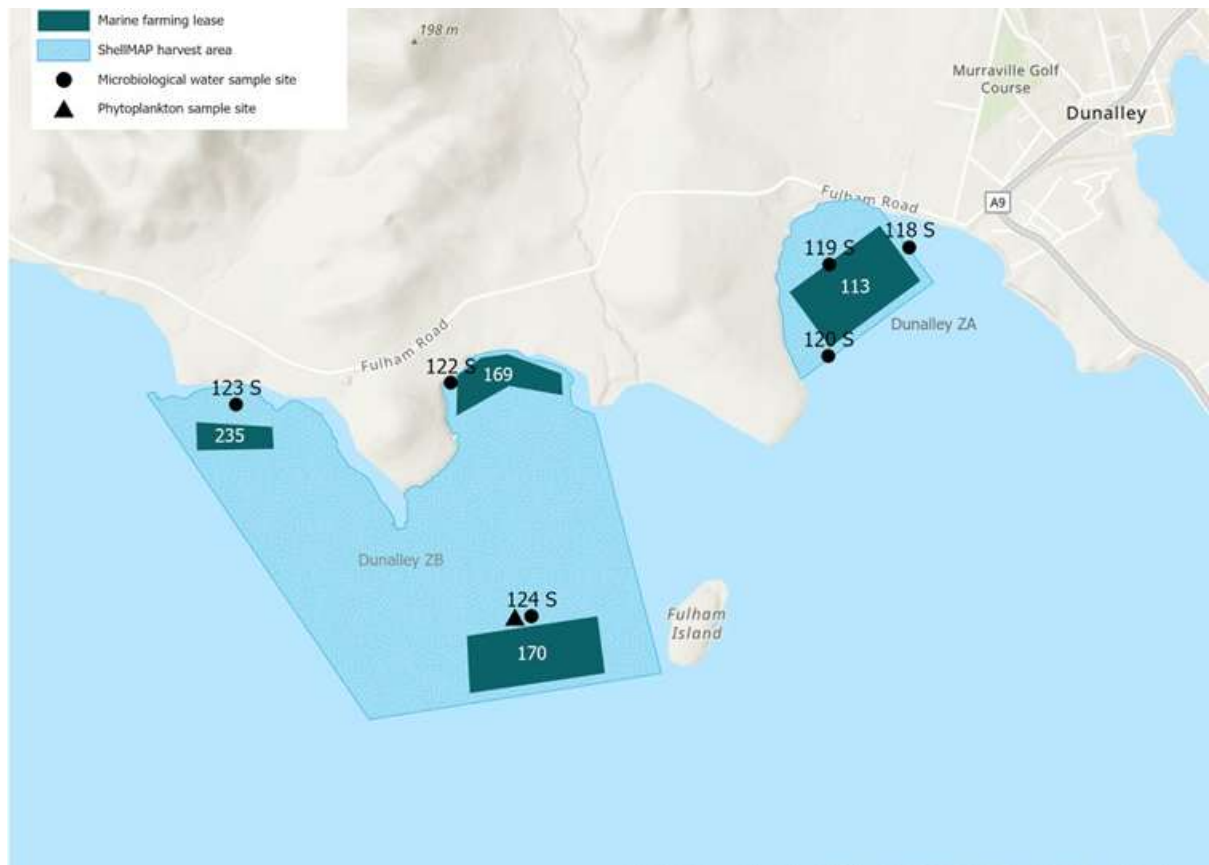 Marine farming lease
ShellMAP harvest area
Microbiological water sample site
Phytoplankton sample site
198 m
Murraville Golf
Course
Dunalley
Fulham Road
A9
118 S
119 S
113
120 S
Dunalley ZA
Fulham Road
122 S
169
123 S
235
Dunalley ZB
124 S
170
Fulham
Island